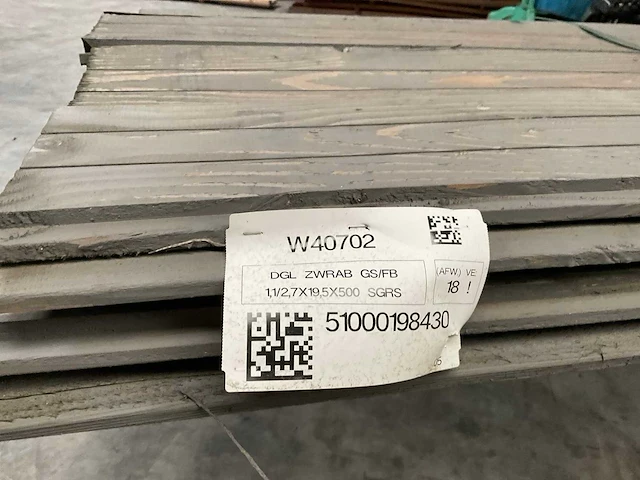 W40702
DGL ZWRAB GS/FB
1,1/2,7X19,5X500 SGRS
(AFW.) VE
18 !
51000198430